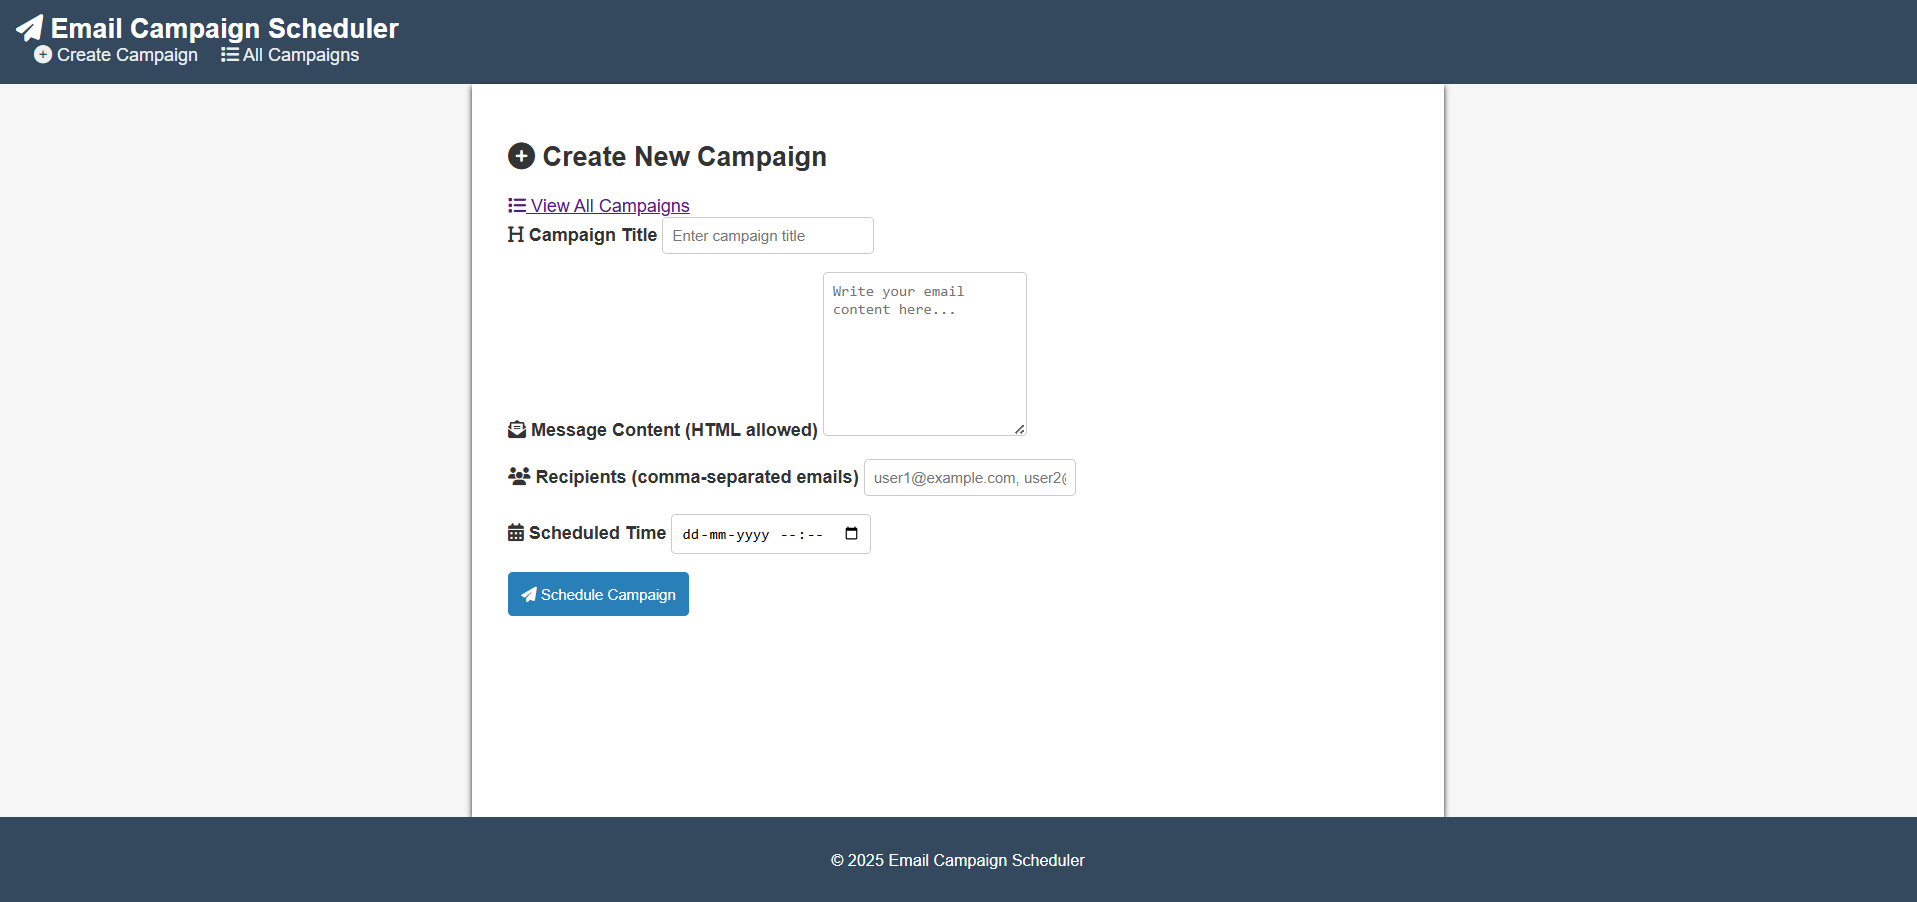 Email Campaign Scheduler
Create Campaign All Campaigns
Create New Campaign
View All Campaigns
Campaign Title Enter campaign title
Write your email
content here...
Message Content (HTML allowed)
Recipients (comma-separated emails) user1@example.com, user2@
Scheduled Time dd-mm-yyyy --:--
Schedule Campaign
© 2025 Email Campaign Scheduler